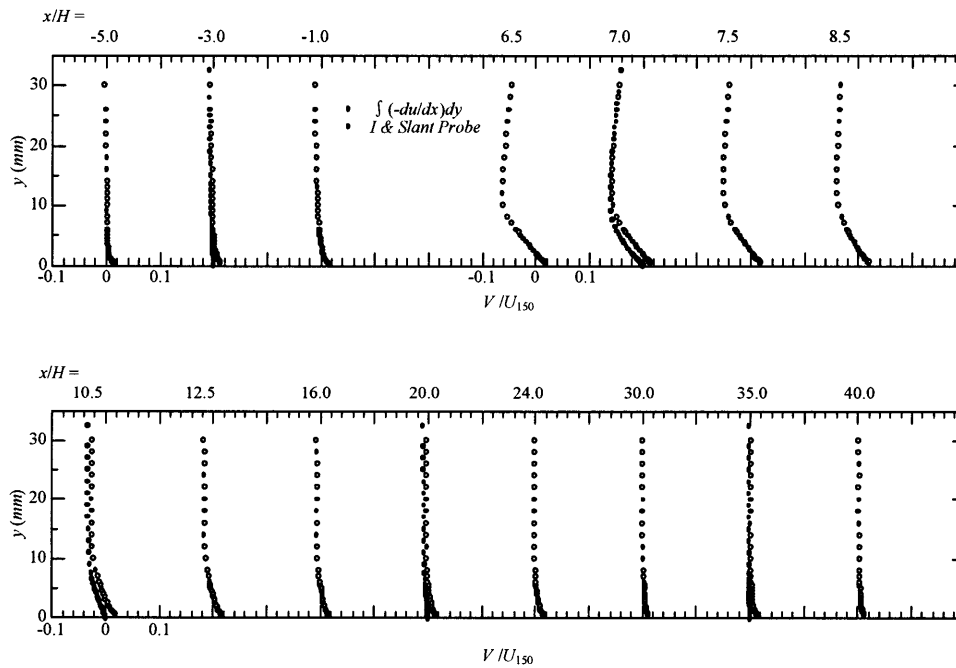 x/H =
-5.0 -3.0 -1.0 6.5 7.0 7.5 8.5
30
∫ (-du/dx)dy
I & Slant Probe
20
y (mm)
10
0
-0.1 0 0.1 -0.1 0 0.1
V /U150
x/H =
10.5 12.5 16.0 20.0 24.0 30.0 35.0 40.0
30
20
y (mm)
10
0
-0.1 0 0.1
V /U150